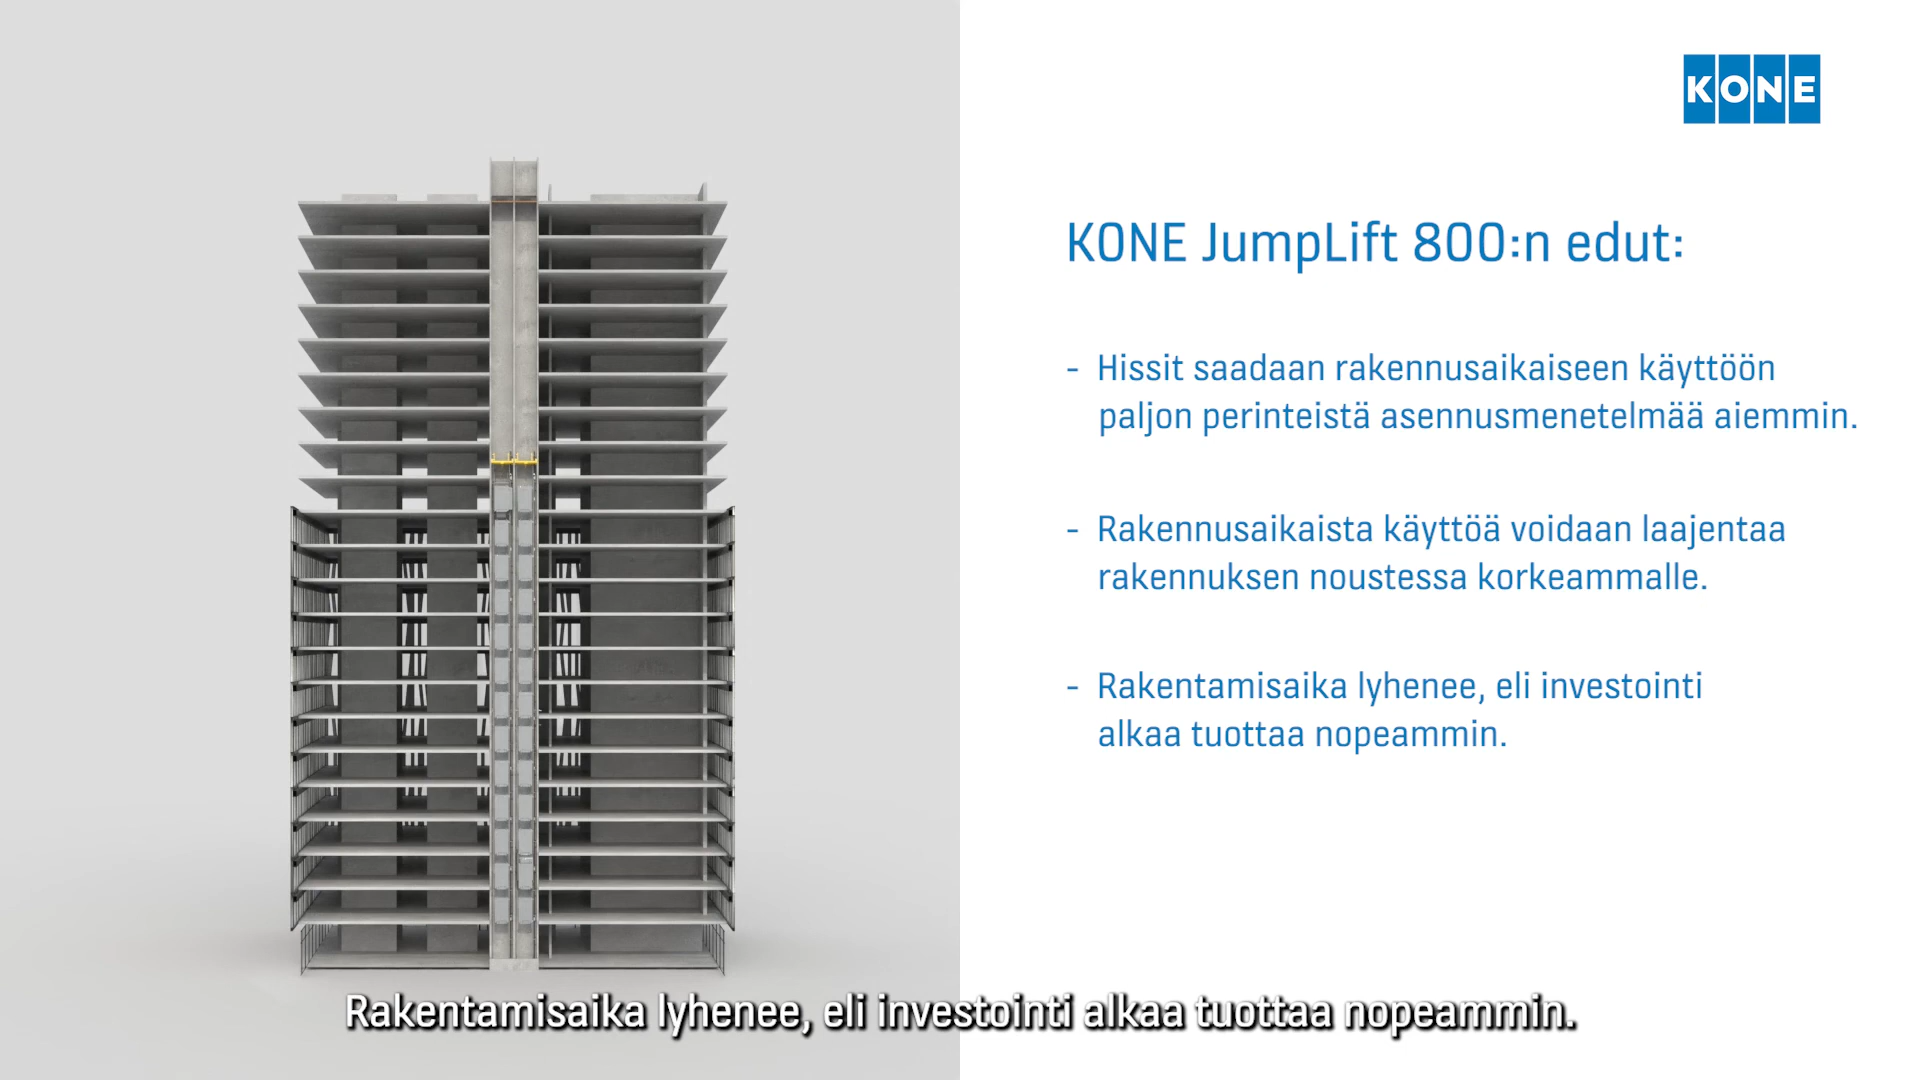 KONE
KONE JumpLift 800:n edut:
- Hissit saadaan rakennusaikaiseen käyttöön
paljon perinteistä asennusmenetelmää aiemmin.
- Rakennusaikaista käyttöä voidaan laajentaa
rakennuksen noustessa korkeammalle.
- Rakentamisaika lyhenee, eli investointi
alkaa tuottaa nopeammin.
Rakentamisaika lyhenee, eli investointi alkaa tuottaa nopeammin.